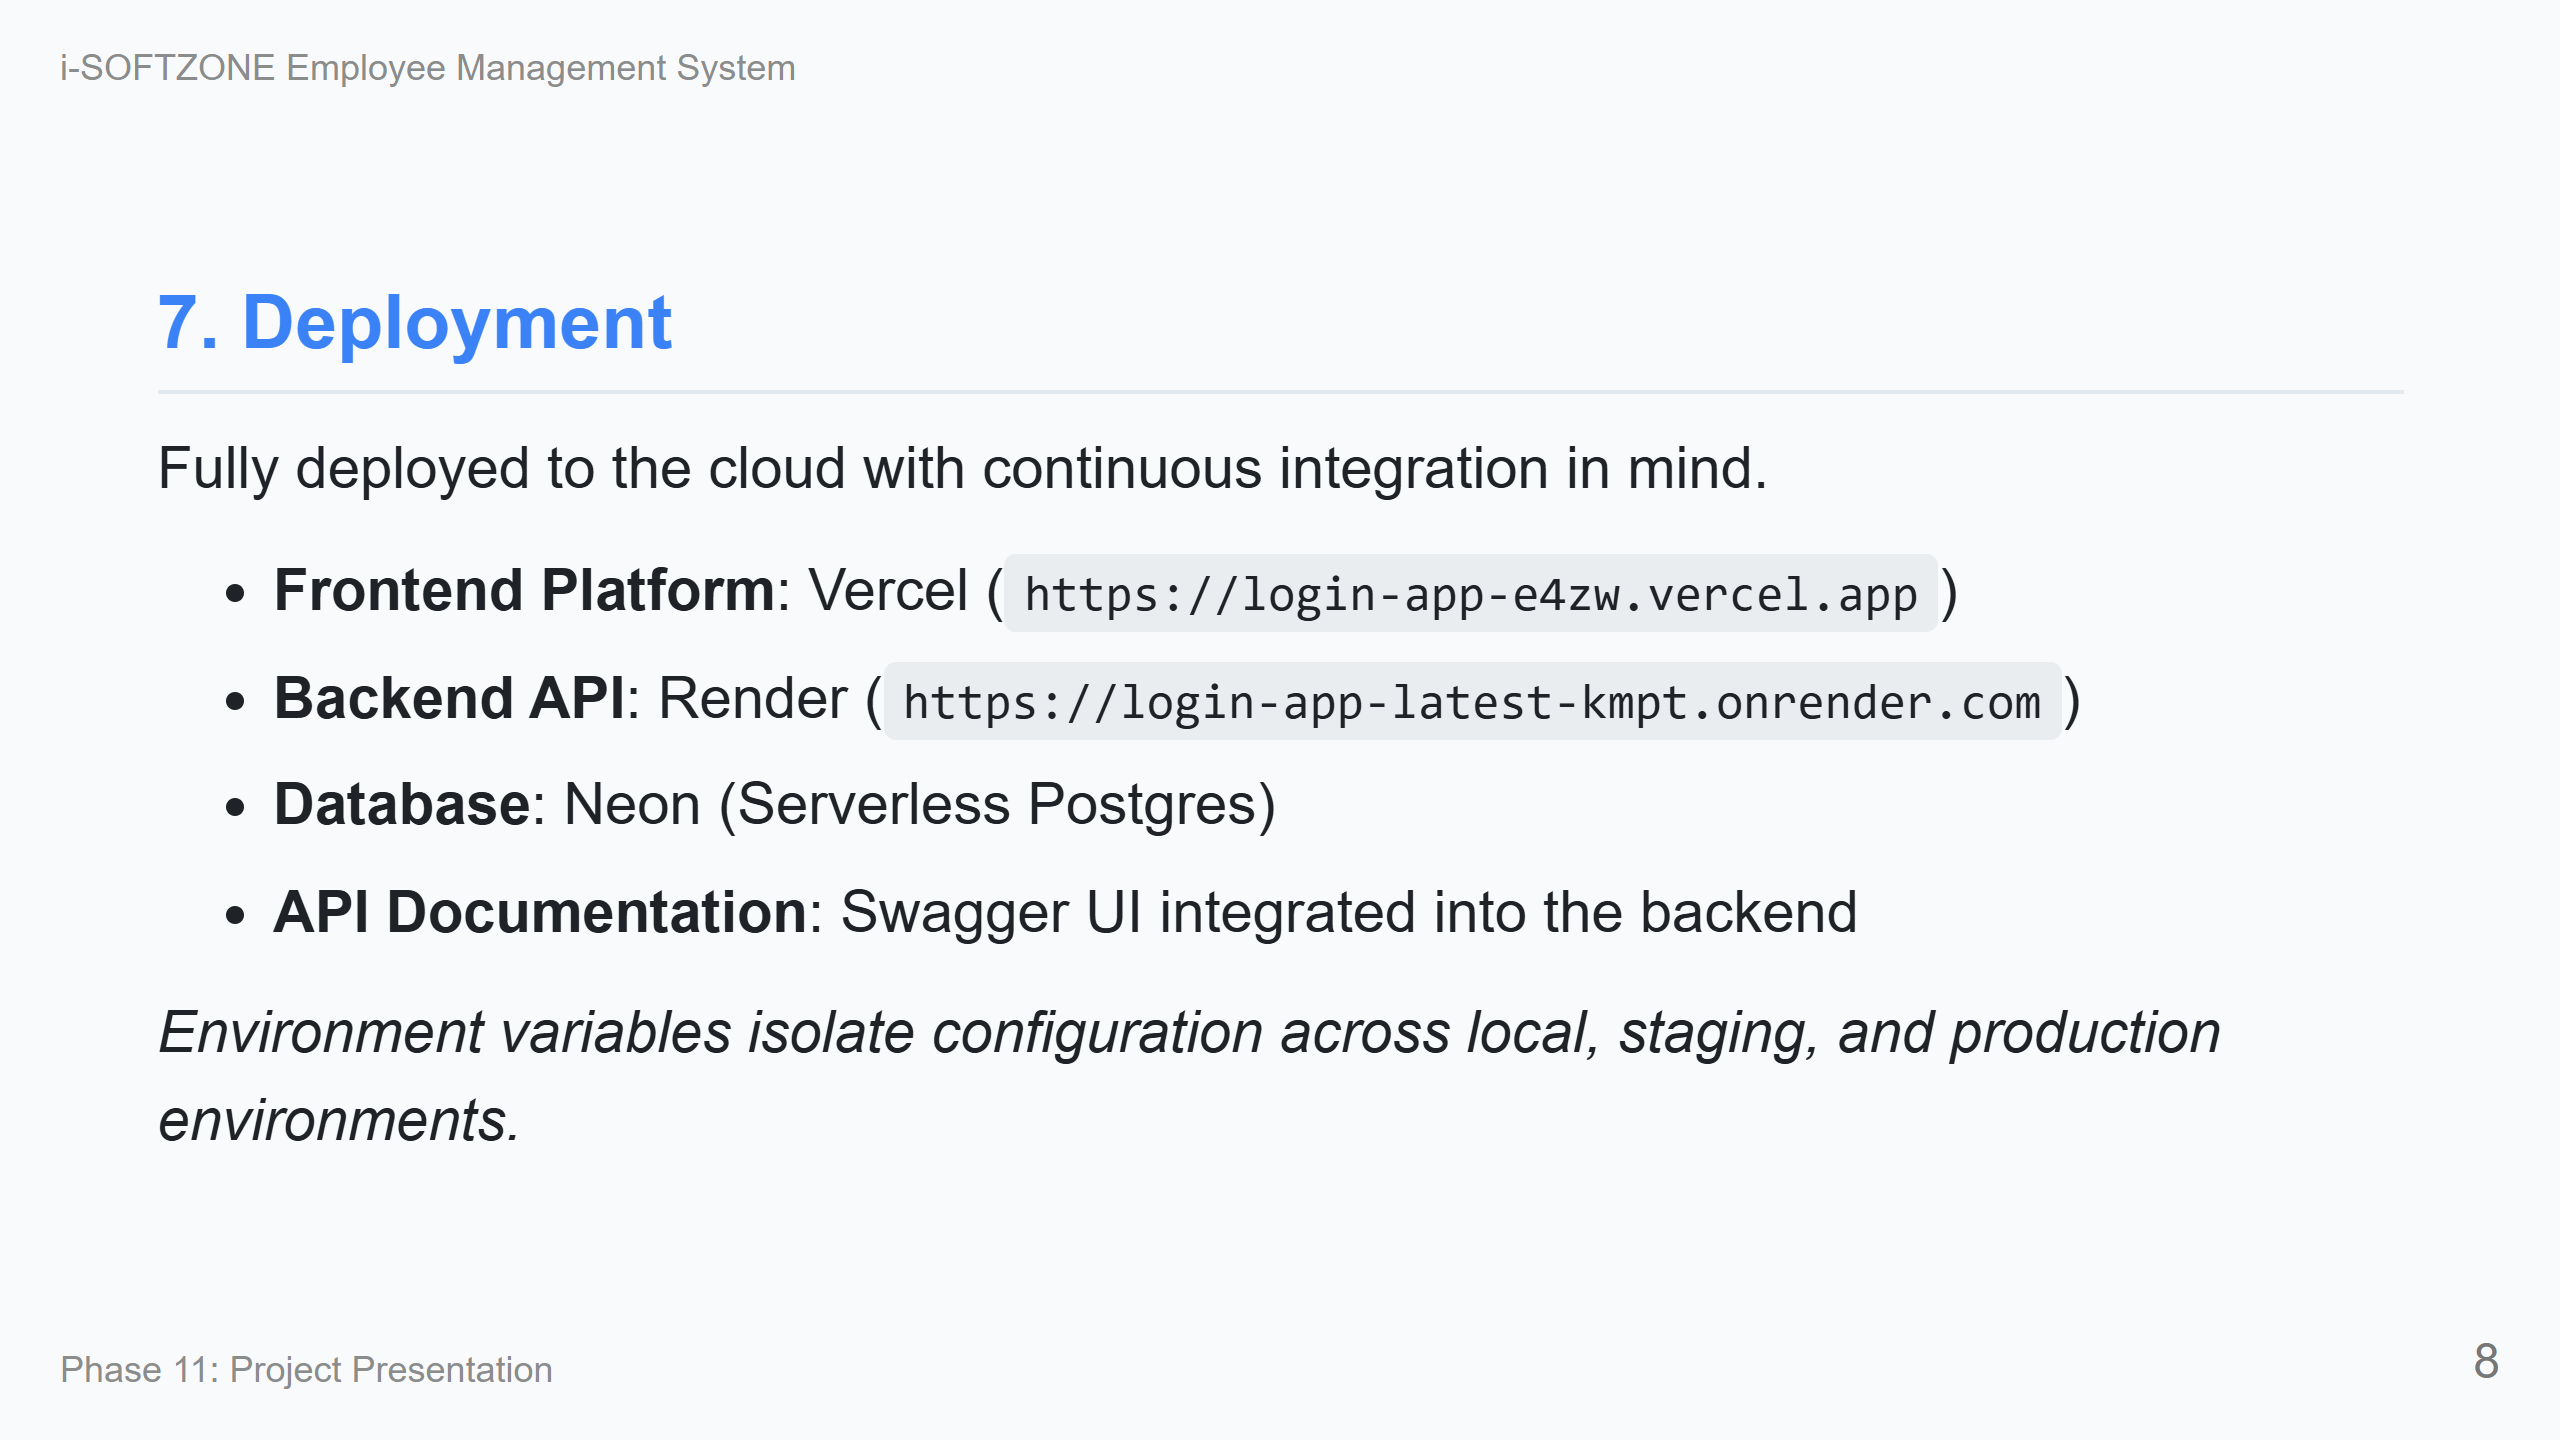 i-SOFTZONE Employee Management System
7. Deployment
Fully deployed to the cloud with continuous integration in mind.
• Frontend Platform: Vercel ( https://login-app-e4zw.vercel.app )
• Backend API: Render ( https://login-app-latest-kmpt.onrender.com )
• Database: Neon (Serverless Postgres)
• API Documentation: Swagger UI integrated into the backend
Environment variables isolate configuration across local, staging, and production
environments.
Phase 11: Project Presentation
8